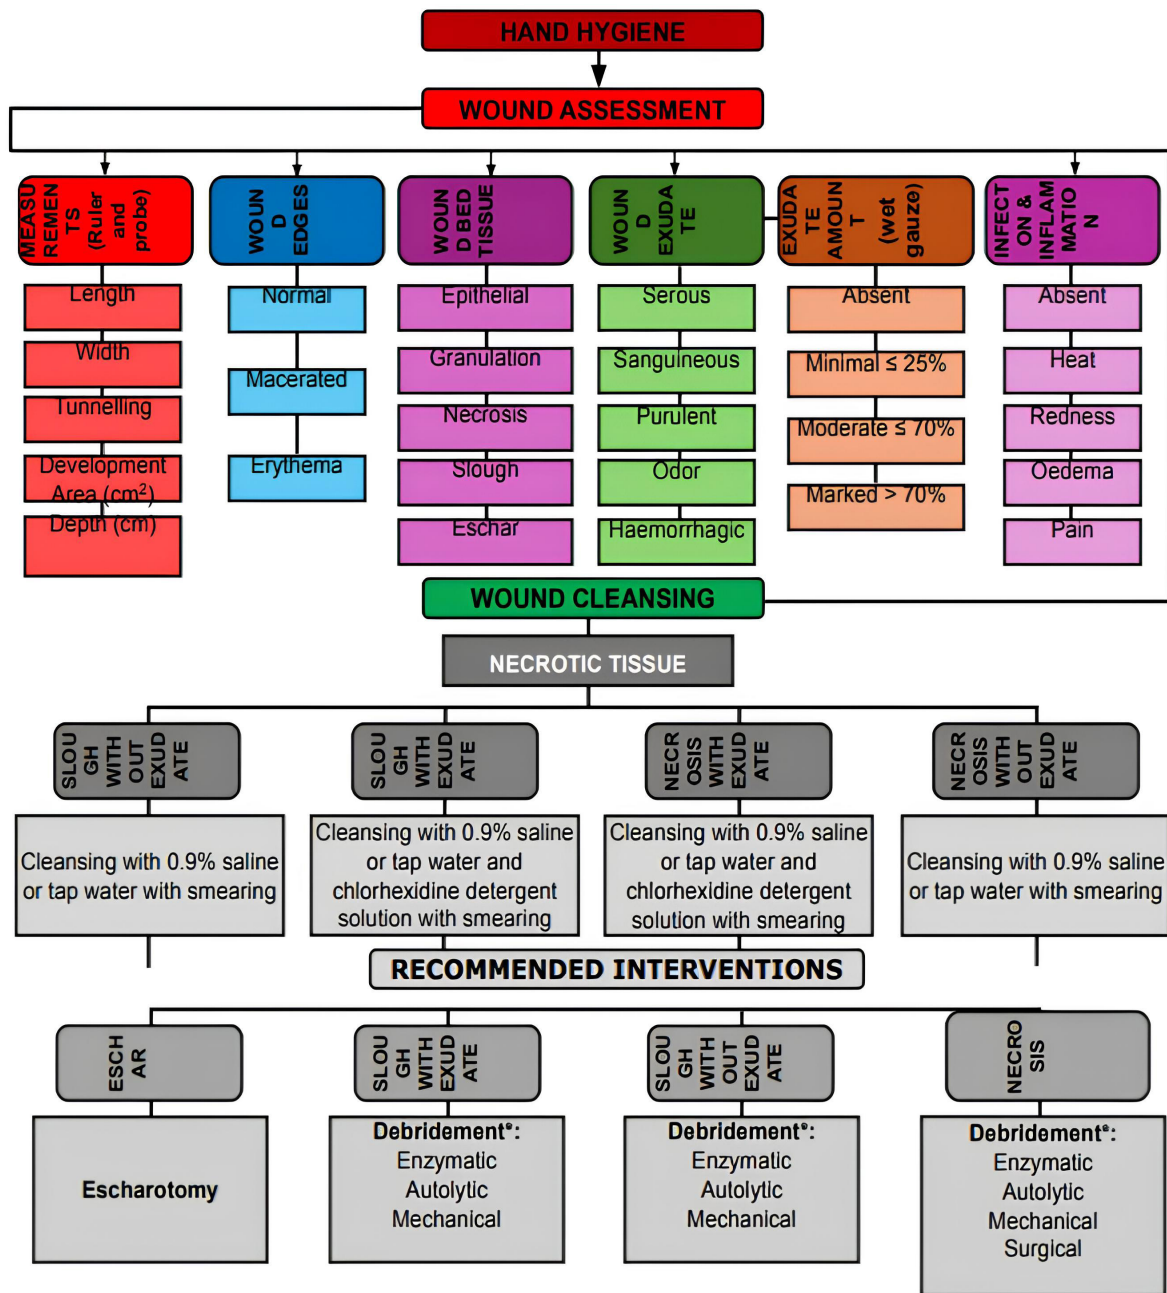 HAND HYGIENE
WOUND ASSESSMENT
MEASU
REMEN
TS
(Ruler
and
probe)
WOUN
D
EDGES
WOUN
D BED
TISSUE
WOUN
D
EXUDA
TE
EXUDA
TE
AMOUN
T
(wet
gauze)
INFECTI
ON &
INFLAM
MATIO
N
Length
Width
Tunnelling
Development
Area (cm²)
Depth (cm)
Normal
Macerated
Erythema
Epithelial
Granulation
Necrosis
Slough
Eschar
Serous
Sanguineous
Purulent
Odor
Haemorrhagic
Absent
Minimal ≤ 25%
Moderate ≤ 70%
Marked > 70%
Absent
Heat
Redness
Oedema
Pain
WOUND CLEANSING
NECROTIC TISSUE
SLOU
GH
WITH
OUT
EXUD
ATE
SLOU
GH
WITH
EXUD
ATE
NECR
OSIS
WITH
EXUD
ATE
NECR
OSIS
WITH
OUT
EXUD
ATE
Cleansing with 0.9% saline
or tap water with smearing
Cleansing with 0.9% saline
or tap water and
chlorhexidine detergent
solution with smearing
Cleansing with 0.9% saline
or tap water and
chlorhexidine detergent
solution with smearing
Cleansing with 0.9% saline
or tap water with smearing
RECOMMENDED INTERVENTIONS
ESCH
AR
SLOU
GH
WITH
EXUD
ATE
SLOU
GH
WITH
OUT
EXUD
ATE
NECRO
SIS
Escharotomy
Debridement®:
Enzymatic
Autolytic
Mechanical
Debridement®:
Enzymatic
Autolytic
Mechanical
Debridement®:
Enzymatic
Autolytic
Mechanical
Surgical